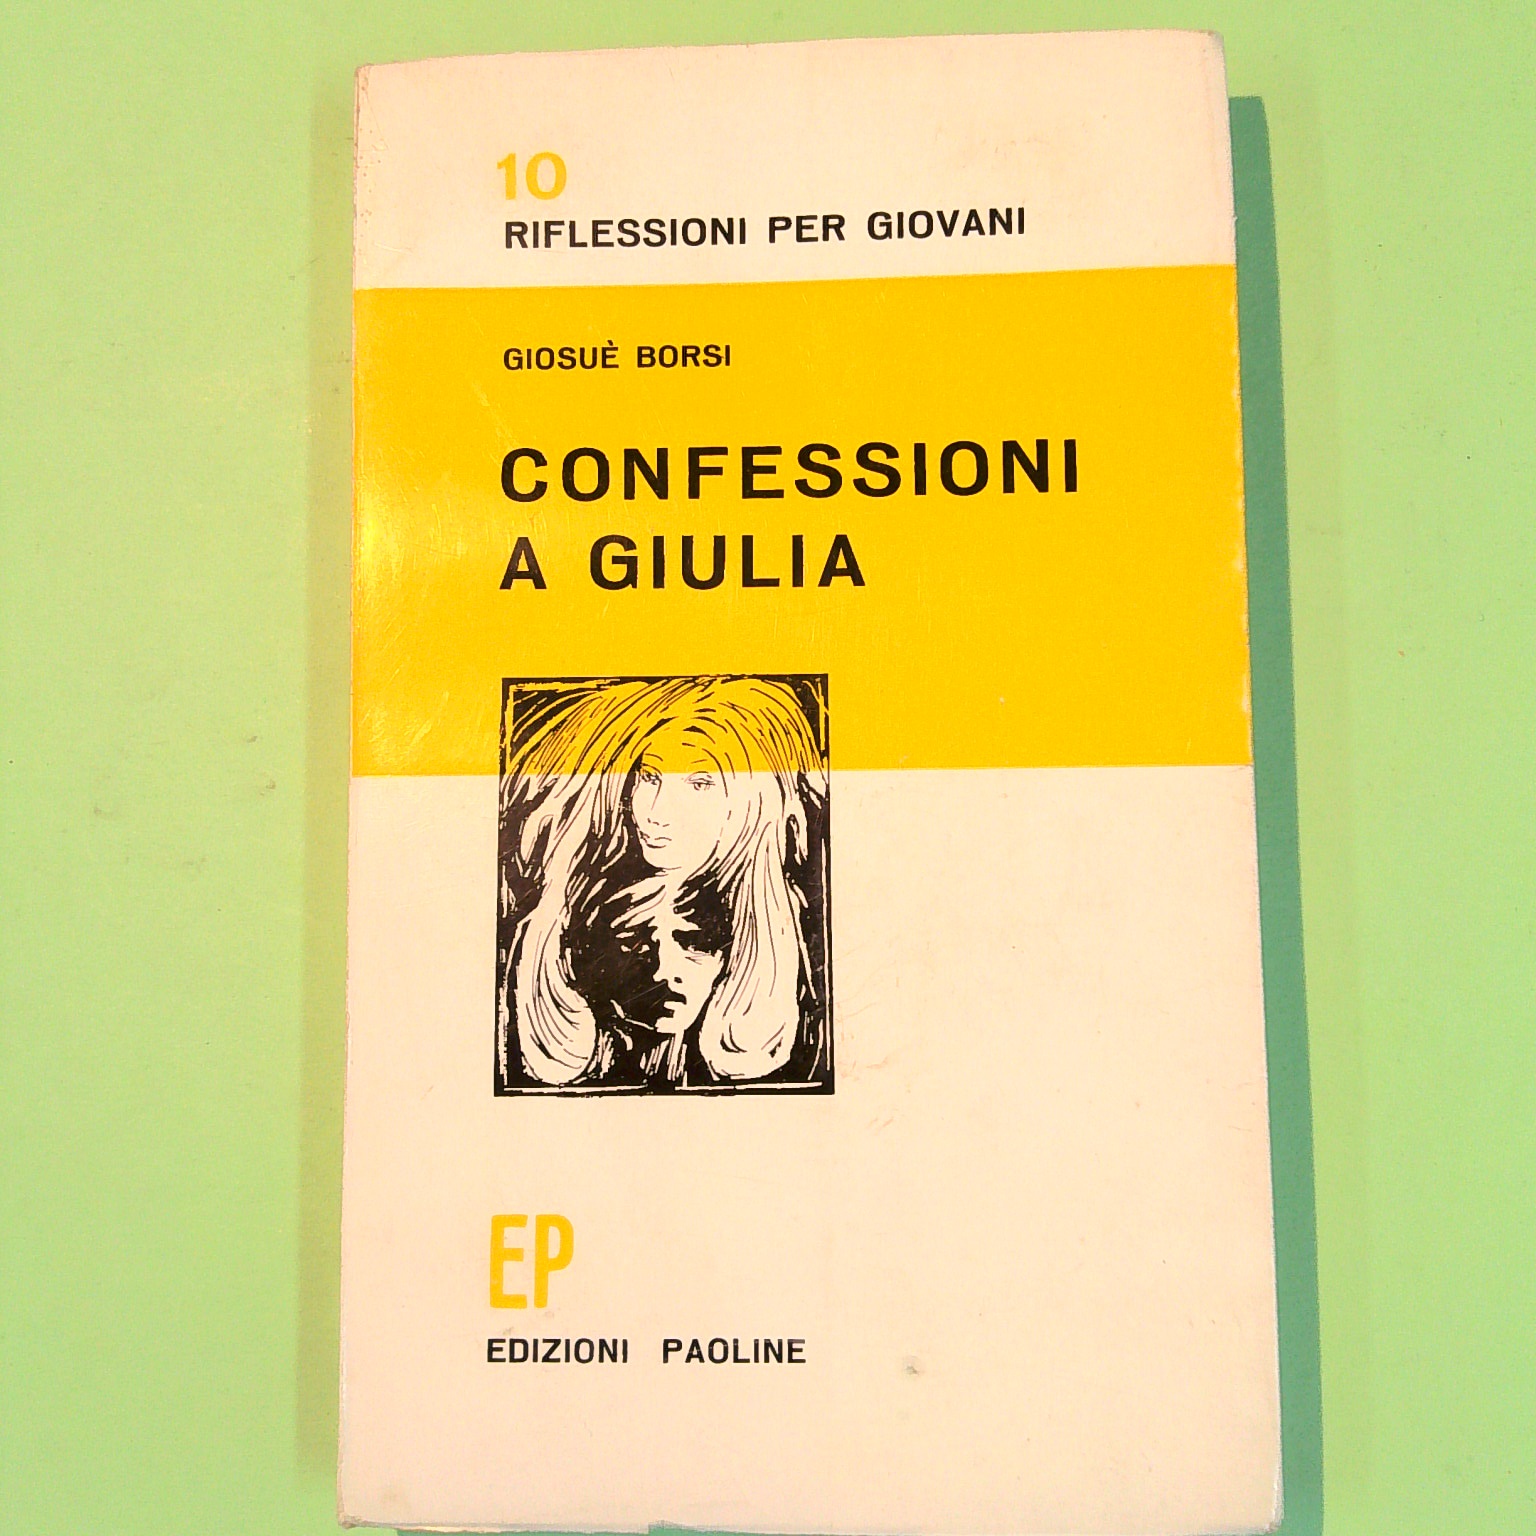 10
RIFLESSIONI PER GIOVANI
GIOSUÈ BORSI
CONFESSIONI
A GIULIA
EP
EDIZIONI PAOLINE